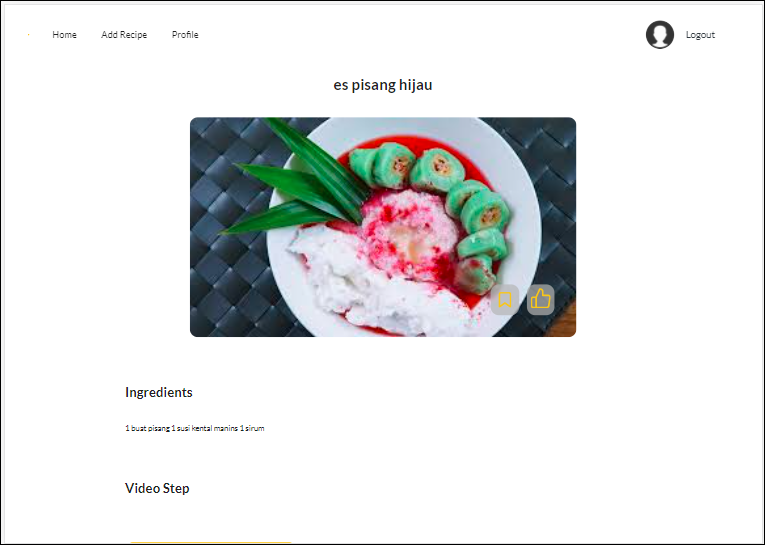 Home Add Recipe Profile Logout
es pisang hijau
Ingredients
1 buat pisang 1 susi kental manins 1 sirum
Video Step